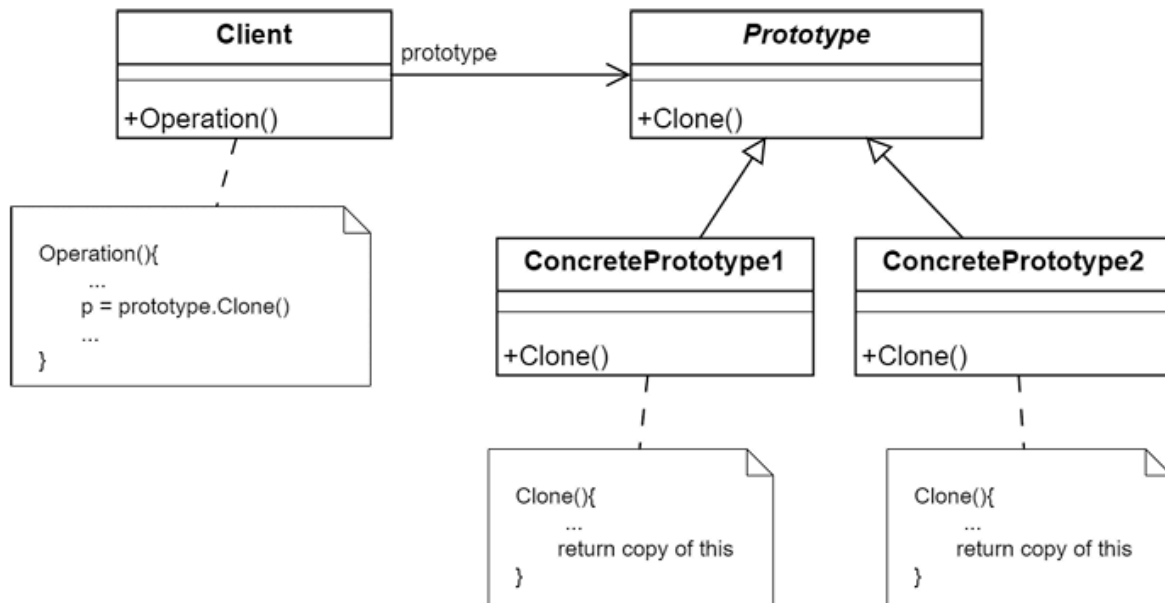 Client
+Operation()
prototype
Prototype
+Clone()
Operation(){
...
p = prototype.Clone()
...
}
ConcretePrototype1
+Clone()
ConcretePrototype2
+Clone()
Clone(){
...
return copy of this
}
Clone(){
...
return copy of this
}